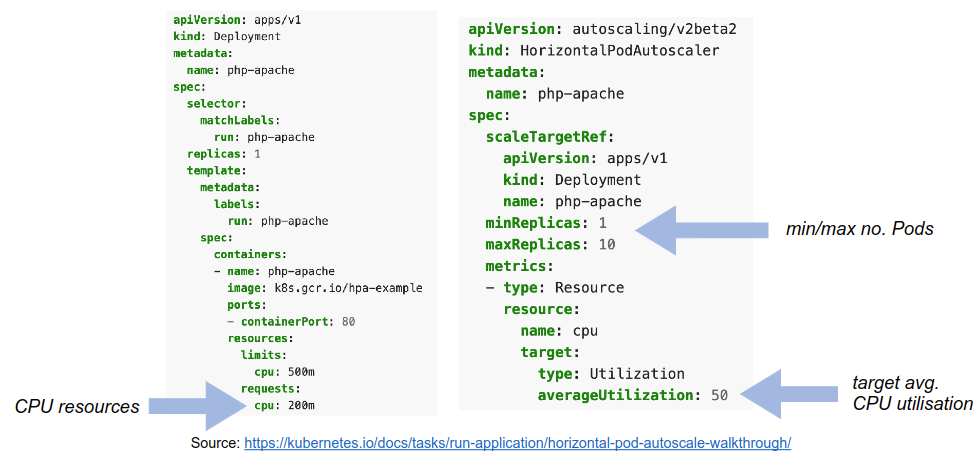 apiVersion: apps/v1
kind: Deployment
metadata:
  name: php-apache
spec:
  selector:
    matchLabels:
      run: php-apache
  replicas: 1
  template:
    metadata:
      labels:
        run: php-apache
    spec:
      containers:
      - name: php-apache
        image: k8s.gcr.io/hpa-example
        ports:
        - containerPort: 80
        resources:
          limits:
            cpu: 500m
          requests:
            cpu: 200m
CPU resources
apiVersion: autoscaling/v2beta2
kind: HorizontalPodAutoscaler
metadata:
  name: php-apache
spec:
  scaleTargetRef:
    apiVersion: apps/v1
    kind: Deployment
    name: php-apache
  minReplicas: 1
  maxReplicas: 10
  metrics:
  - type: Resource
    resource:
      name: cpu
      target:
        type: Utilization
        averageUtilization: 50
min/max no. Pods
target avg.
CPU utilisation
Source: https://kubernetes.io/docs/tasks/run-application/horizontal-pod-autoscale-walkthrough/